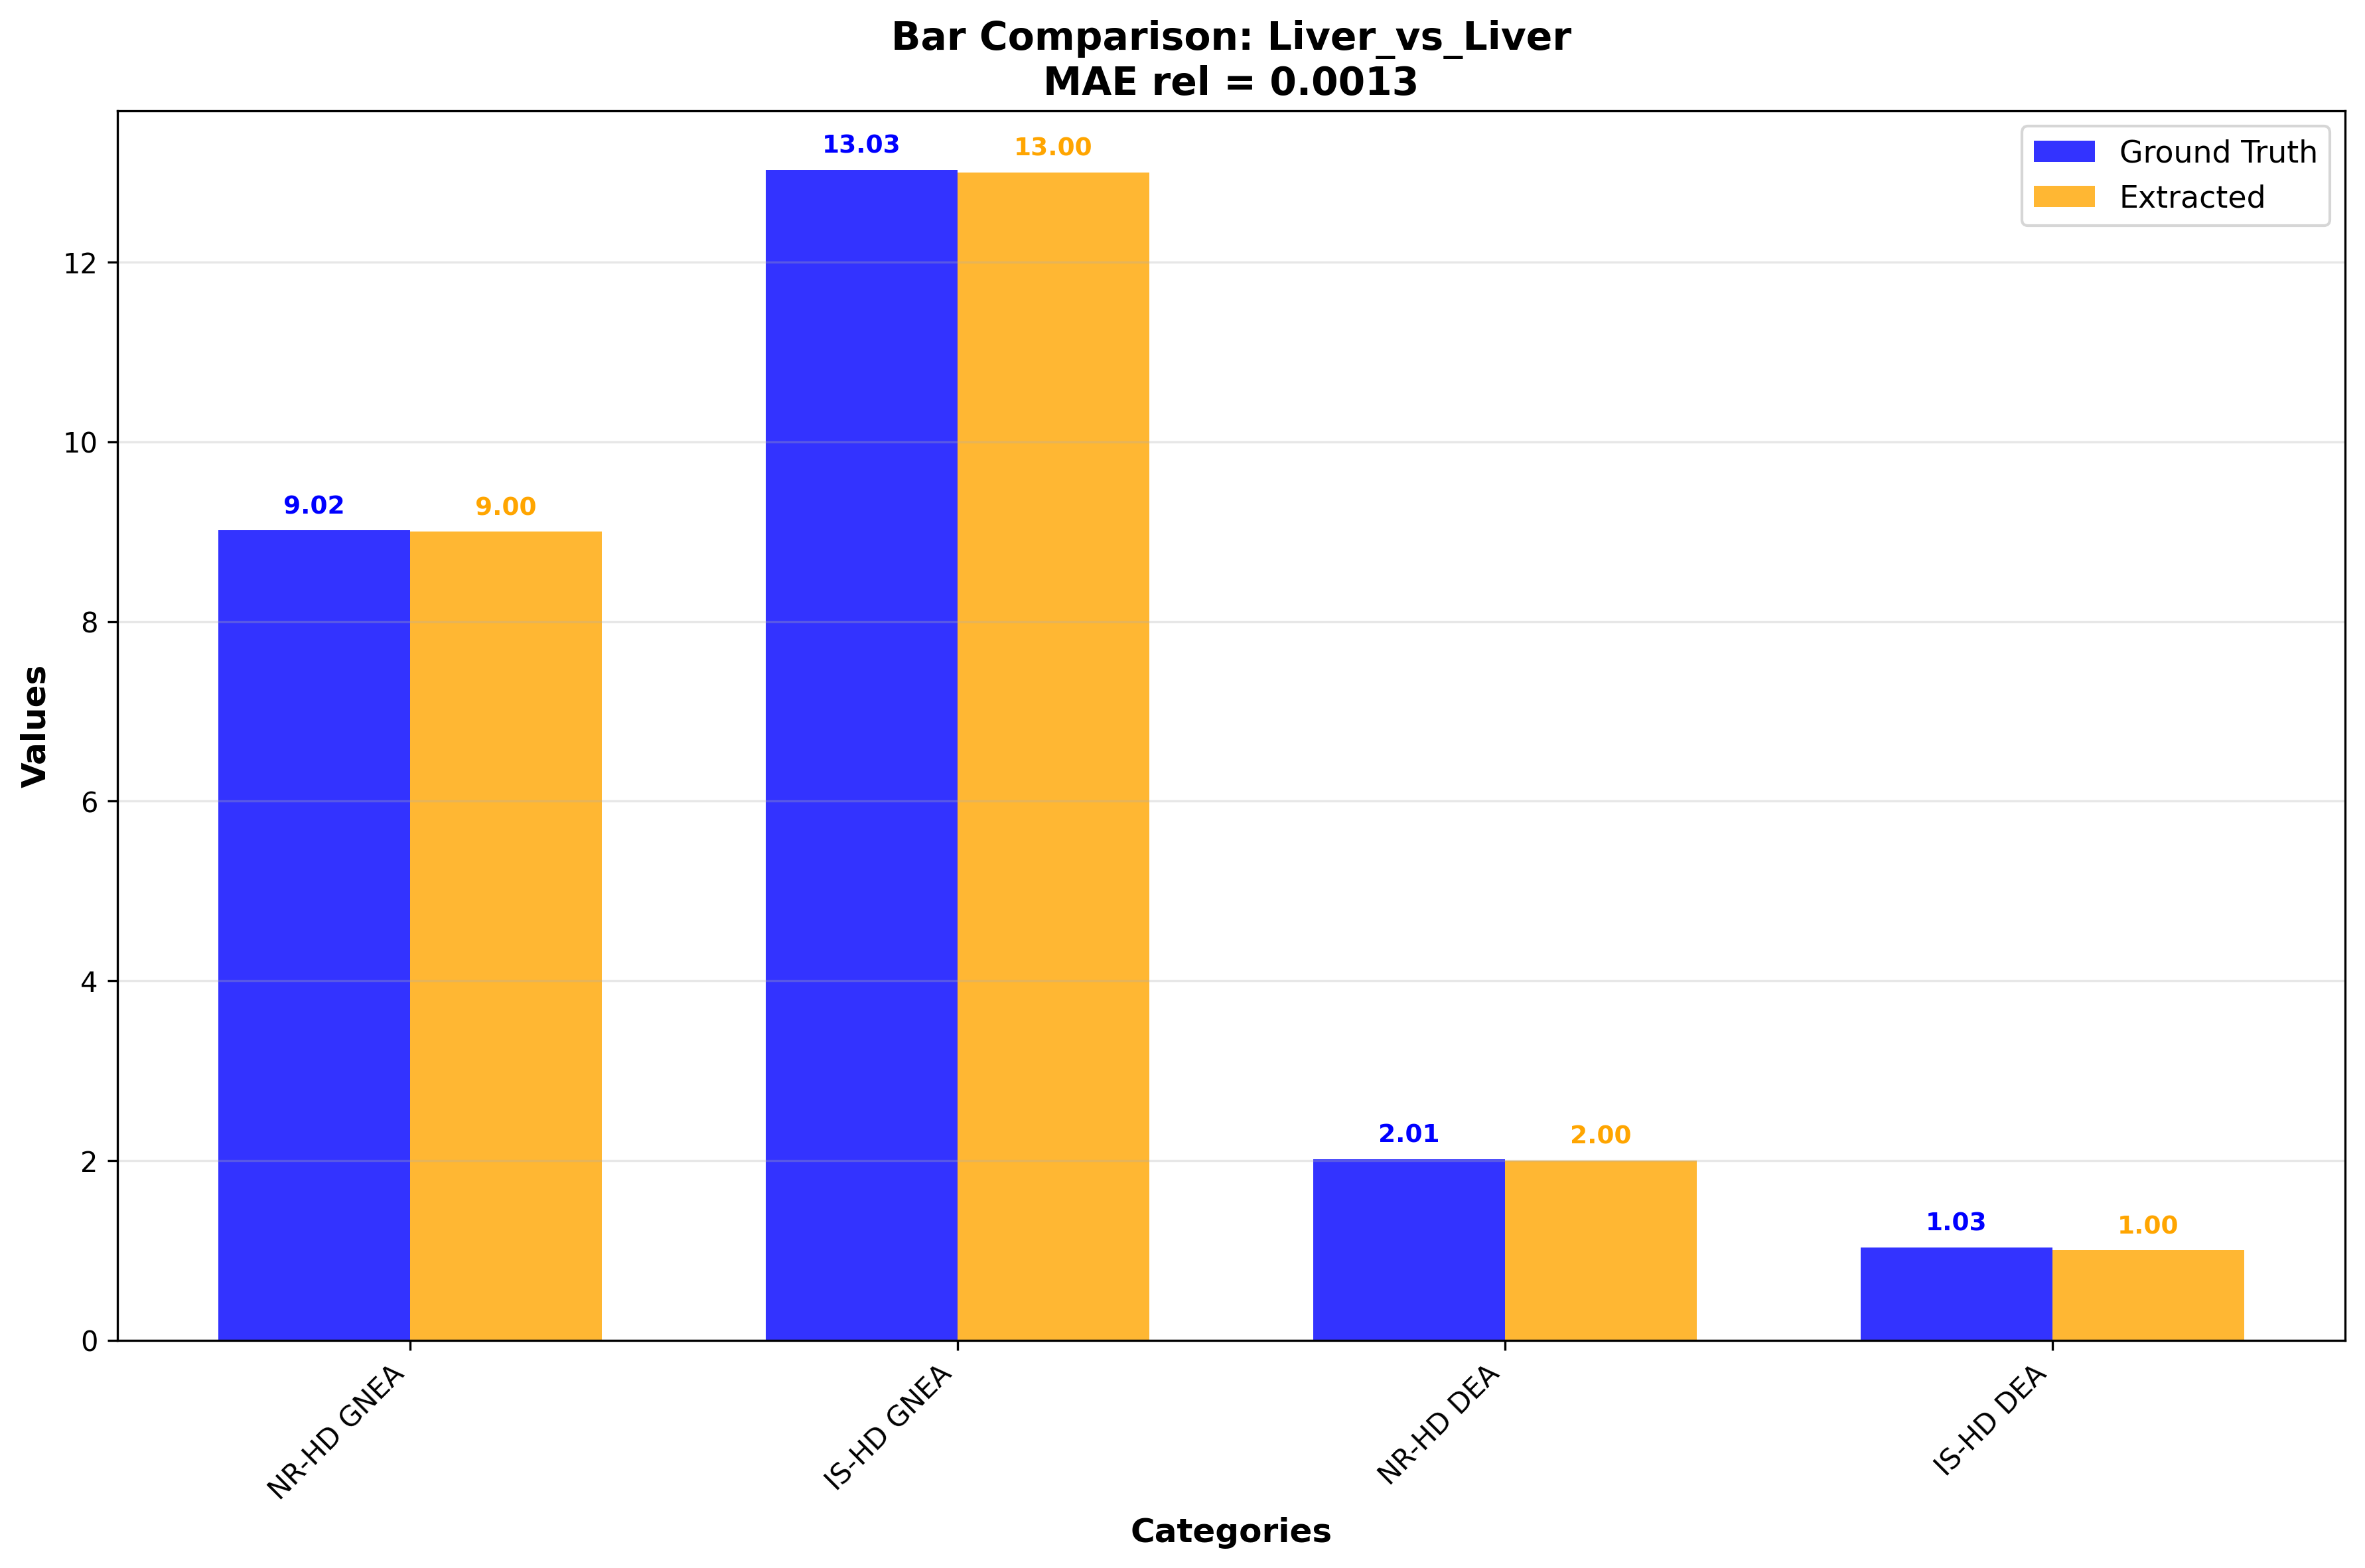 Bar Comparison: Liver_vs_Liver
MAE rel = 0.0013
Ground Truth
Extracted
13.03
13.00
9.02
9.00
2.01
2.00
1.03
1.00
12
10
8
6
4
2
0
Values
NR-HD GNEA
IS-HD GNEA
NR-HD DEA
IS-HD DEA
Categories